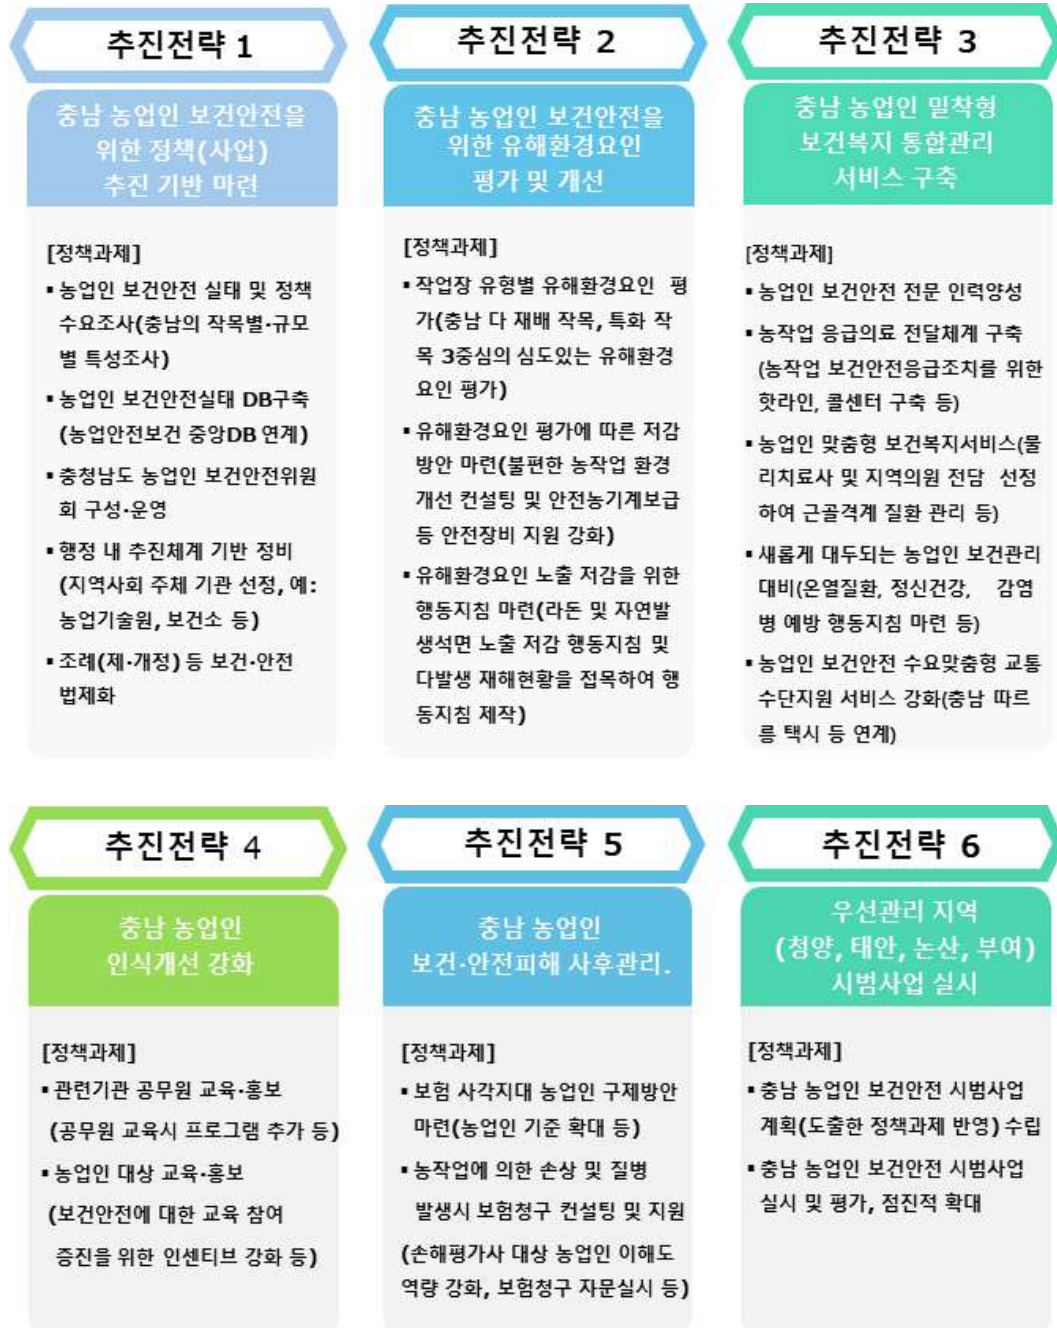 추진전략 1
충남 농업인 보건안전을
위한 정책(사업)
추진 기반 마련
[정책과제]
▪ 농업인 보건안전 실태 및 정책
수요조사(충남의 작목별·규모
별 특성조사)
▪ 농업인 보건안전실태 DB구축
(농업안전보건 중앙DB 연계)
▪ 충청남도 농업인 보건안전위원
회 구성·운영
▪ 행정 내 추진체계 기반 정비
(지역사회 주체 기관 선정, 예:
농업기술원, 보건소 등)
▪ 조례(제·개정) 등 보건·안전
법제화
추진전략 2
충남 농업인 보건안전을
위한 유해환경요인
평가 및 개선
[정책과제]
▪ 작업장 유형별 유해환경요인 평
가(충남 다 재배 작목, 특화 작
목 3중심의 심도있는 유해환경
요인 평가)
▪ 유해환경요인 평가에 따른 저감
방안 마련(불편한 농작업 환경
개선 컨설팅 및 안전농기계보급
등 안전장비 지원 강화)
▪ 유해환경요인 노출 저감을 위한
행동지침 마련(라돈 및 자연발
생석면 노출 저감 행동지침 및
다발생 재해현황을 접목하여 행
동지침 제작)
추진전략 3
충남 농업인 밀착형
보건복지 통합관리
서비스 구축
[정책과제]
▪ 농업인 보건안전 전문 인력양성
▪ 농작업 응급의료 전달체계 구축
(농작업 보건안전응급조치를 위한
핫라인, 콜센터 구축 등)
▪ 농업인 맞춤형 보건복지서비스(물
리치료사 및 지역의원 전담 선정
하여 근골격계 질환 관리 등)
▪ 새롭게 대두되는 농업인 보건관리
대비(온열질환, 정신건강, 감염
병 예방 행동지침 마련 등)
▪ 농업인 보건안전 수요맞춤형 교통
수단지원 서비스 강화(충남 따르
릉 택시 등 연계)
추진전략 4
충남 농업인
인식개선 강화
[정책과제]
▪ 관련기관 공무원 교육·홍보
(공무원 교육시 프로그램 추가 등)
▪ 농업인 대상 교육·홍보
(보건안전에 대한 교육 참여
증진을 위한 인센티브 강화 등)
추진전략 5
충남 농업인
보건·안전피해 사후관리.
[정책과제]
▪ 보험 사각지대 농업인 구제방안
마련(농업인 기준 확대 등)
▪ 농작업에 의한 손상 및 질병
발생시 보험청구 컨설팅 및 지원
(손해평가사 대상 농업인 이해도
역량 강화, 보험청구 자문실시 등)
추진전략 6
우선관리 지역
(청양, 태안, 논산, 부여)
시범사업 실시
[정책과제]
▪ 충남 농업인 보건안전 시범사업
계획(도출한 정책과제 반영) 수립
▪ 충남 농업인 보건안전 시범사업
실시 및 평가, 점진적 확대